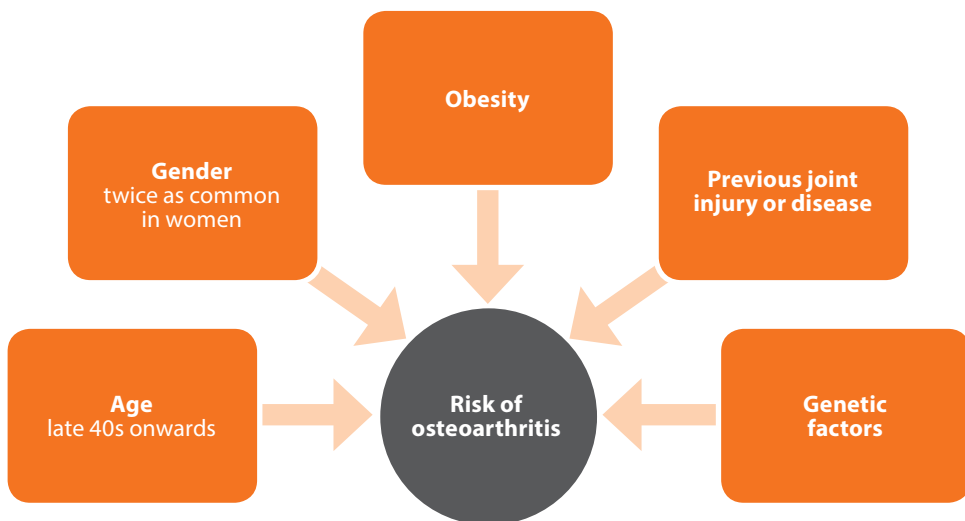 Obesity
Gender
twice as common
in women
Previous joint
injury or disease
Age
late 40s onwards
Risk of
osteoarthritis
Genetic
factors